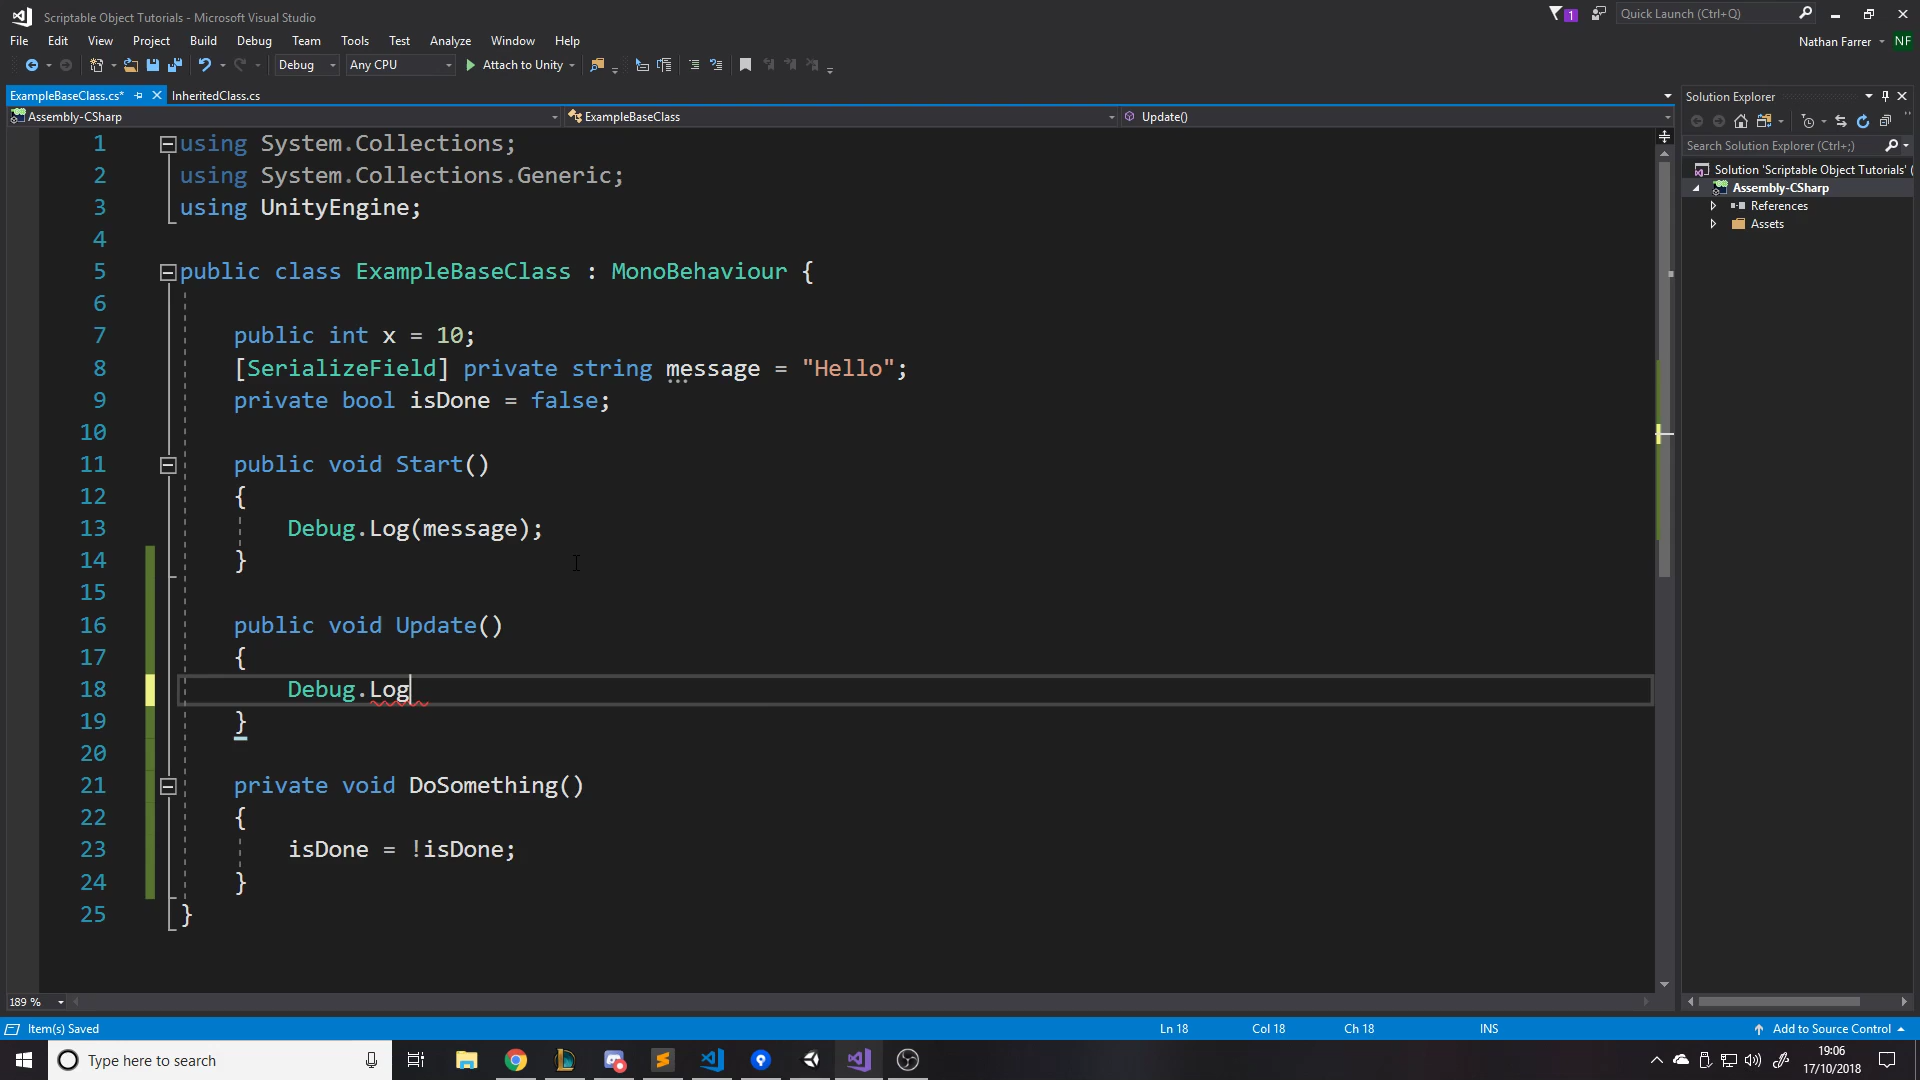 Scriptable Object Tutorials - Microsoft Visual Studio
1
Quick Launch (Ctrl+Q)
File Edit View Project Build Debug Team Tools Test Analyze Window Help
Nathan Farrer NF
Debug Any CPU Attach to Unity
ExampleBaseClass.cs* InheritedClass.cs
Assembly-CSharp ExampleBaseClass Update()
1 using System.Collections;
2 using System.Collections.Generic;
3 using UnityEngine;
4
5 public class ExampleBaseClass : MonoBehaviour {
6
7 public int x = 10;
8 [SerializeField] private string message = "Hello";
9 private bool isDone = false;
10
11 public void Start()
12 {
13 Debug.Log(message);
14 }
15
16 public void Update()
17 {
18 Debug.Log
19 }
20
21 private void DoSomething()
22 {
23 isDone = !isDone;
24 }
25 }
Solution Explorer
Search Solution Explorer (Ctrl+;)
Solution 'Scriptable Object Tutorials' (
Assembly-CSharp
References
Assets
189 %
Item(s) Saved Ln 18 Col 18 Ch 18 INS Add to Source Control
Type here to search
19:06
17/10/2018